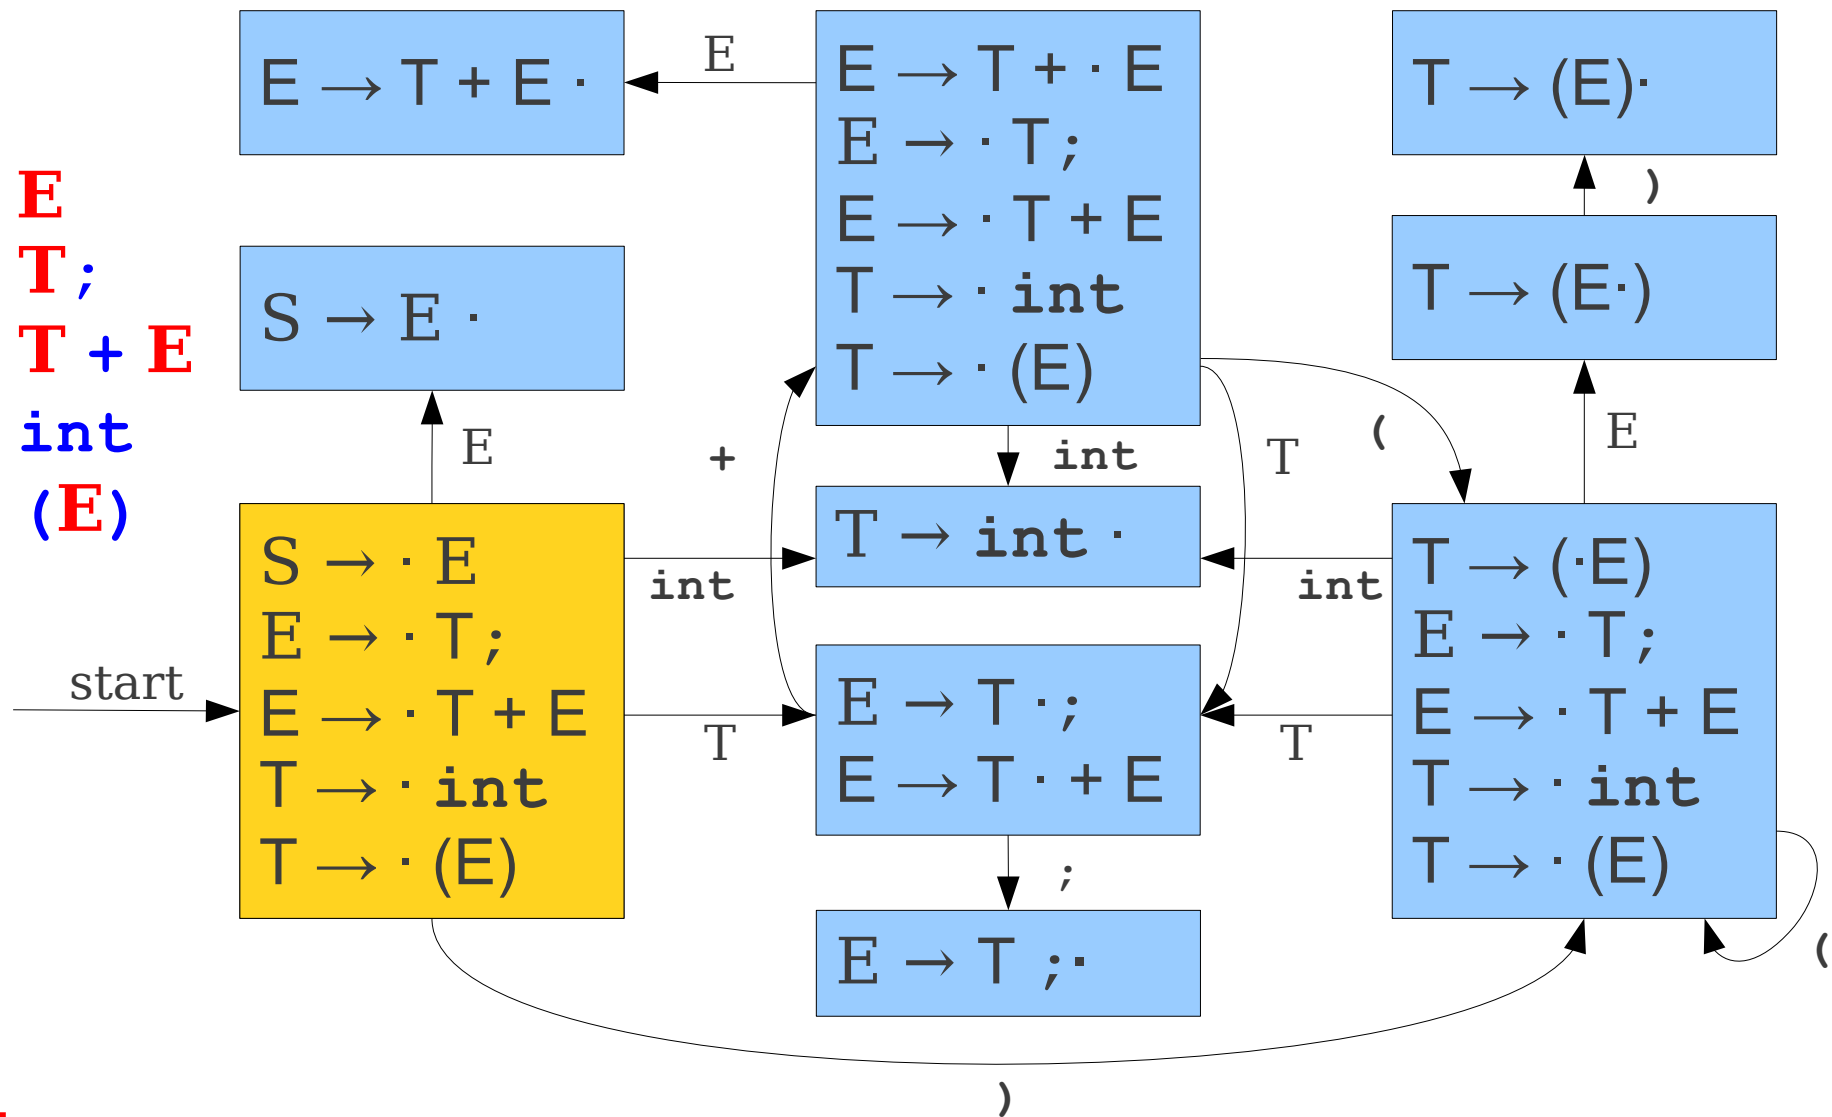 E
T ;
T + E
int
(E)
E → T + E ·
E
E → T + · E
E → · T ;
E → · T + E
T → · int
T → · (E)
T → (E)·
)
T → (E·)
S → E ·
E
+
int
T
(
E
start
S → · E
E → · T ;
E → · T + E
T → · int
T → · (E)
int
T
T → int ·
int
T
E → T · ;
E → T · + E
;
E → T ;·
T → (·E)
E → · T ;
E → · T + E
T → · int
T → · (E)
(
)